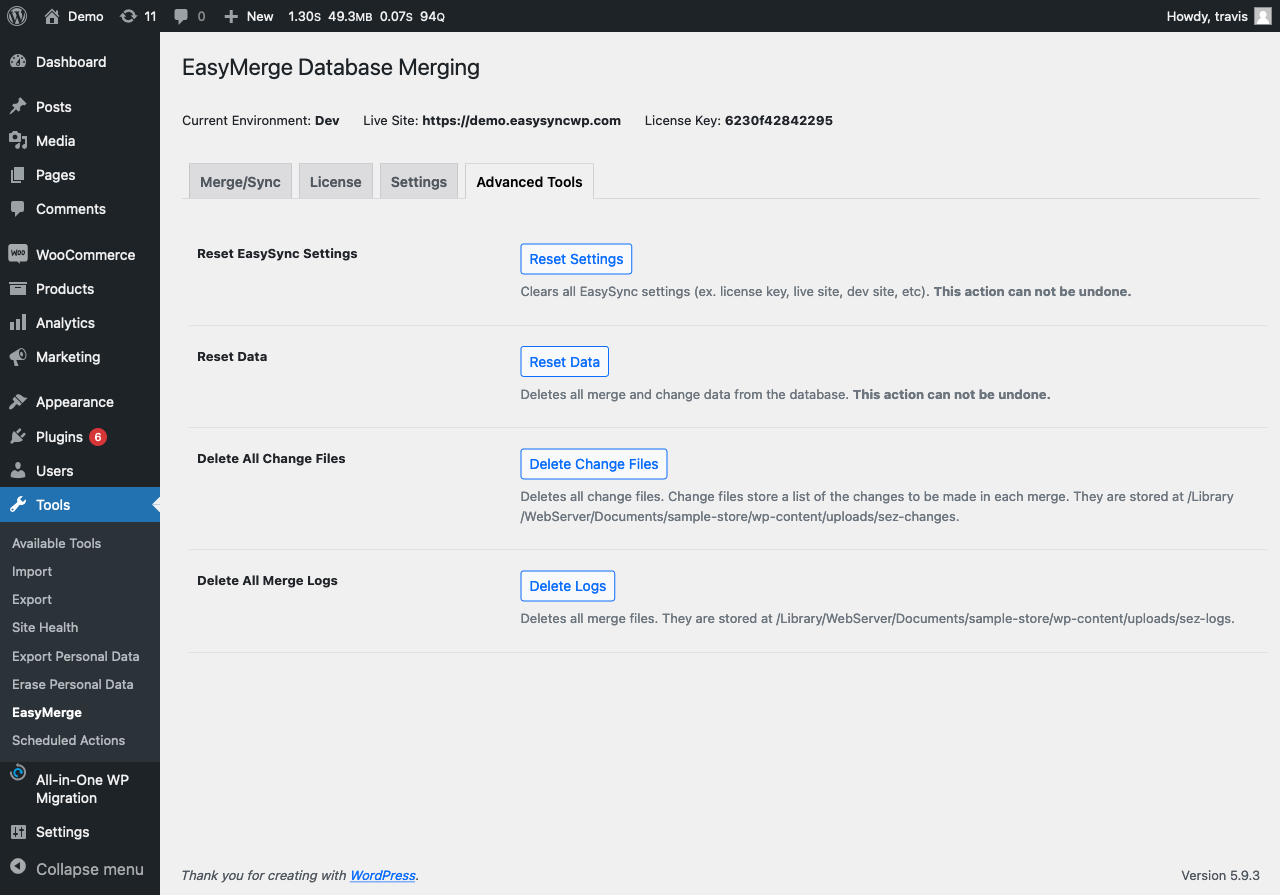 Demo 11 0 New 1.30S 49.3MB 0.07S 94Q Howdy, travis
Dashboard
Posts
Media
Pages
Comments
WooCommerce
Products
Analytics
Marketing
Appearance
Plugins 6
Users
Tools
Available Tools
Import
Export
Site Health
Export Personal Data
Erase Personal Data
EasyMerge
Scheduled Actions
All-in-One WP
Migration
Settings
Collapse menu
EasyMerge Database Merging
Current Environment: Dev Live Site: https://demo.easysyncwp.com License Key: 6230f42842295
Merge/Sync License Settings Advanced Tools
Reset EasySync Settings Reset Settings
Clears all EasySync settings (ex. license key, live site, dev site, etc). This action can not be undone.
Reset Data Reset Data
Deletes all merge and change data from the database. This action can not be undone.
Delete All Change Files Delete Change Files
Deletes all change files. Change files store a list of the changes to be made in each merge. They are stored at /Library
/WebServer/Documents/sample-store/wp-content/uploads/sez-changes.
Delete All Merge Logs Delete Logs
Deletes all merge files. They are stored at /Library/WebServer/Documents/sample-store/wp-content/uploads/sez-logs.
Thank you for creating with WordPress. Version 5.9.3